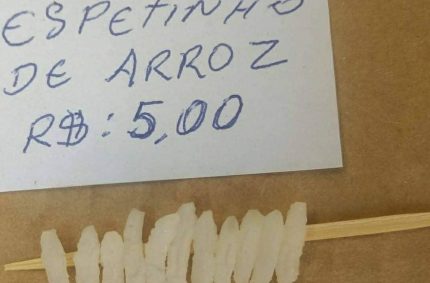 ESPETINHO
DE ARROZ
R$: 5,00